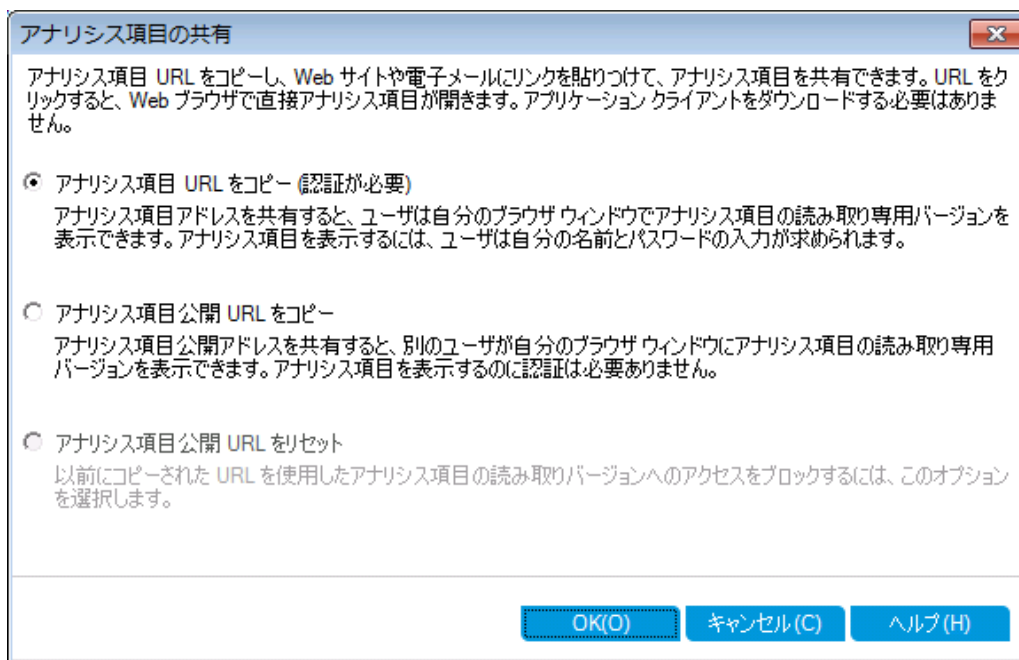 アナリシス項目の共有
アナリシス項目 URL をコピーし、Web サイトや電子メールにリンクを貼りつけて、アナリシス項目を共有できます。URL をク
リックすると、Web ブラウザで直接アナリシス項目が開きます。アプリケーション クライアントをダウンロードする必要はありま
せん。
アナリシス項目 URL をコピー (認証が必要)
アナリシス項目アドレスを共有すると、ユーザは自分のブラウザ ウィンドウでアナリシス項目の読み取り専用バージョンを
表示できます。アナリシス項目を表示するには、ユーザは自分の名前とパスワードの入力が求められます。
アナリシス項目公開 URL をコピー
アナリシス項目公開アドレスを共有すると、別のユーザが自分のブラウザ ウィンドウにアナリシス項目の読み取り専用
バージョンを表示できます。アナリシス項目を表示するのに認証は必要ありません。
アナリシス項目公開 URL をリセット
以前にコピーされた URL を使用したアナリシス項目の読み取りバージョンへのアクセスをブロックするには、このオプション
を選択します。
OK(O) キャンセル(C) ヘルプ(H)